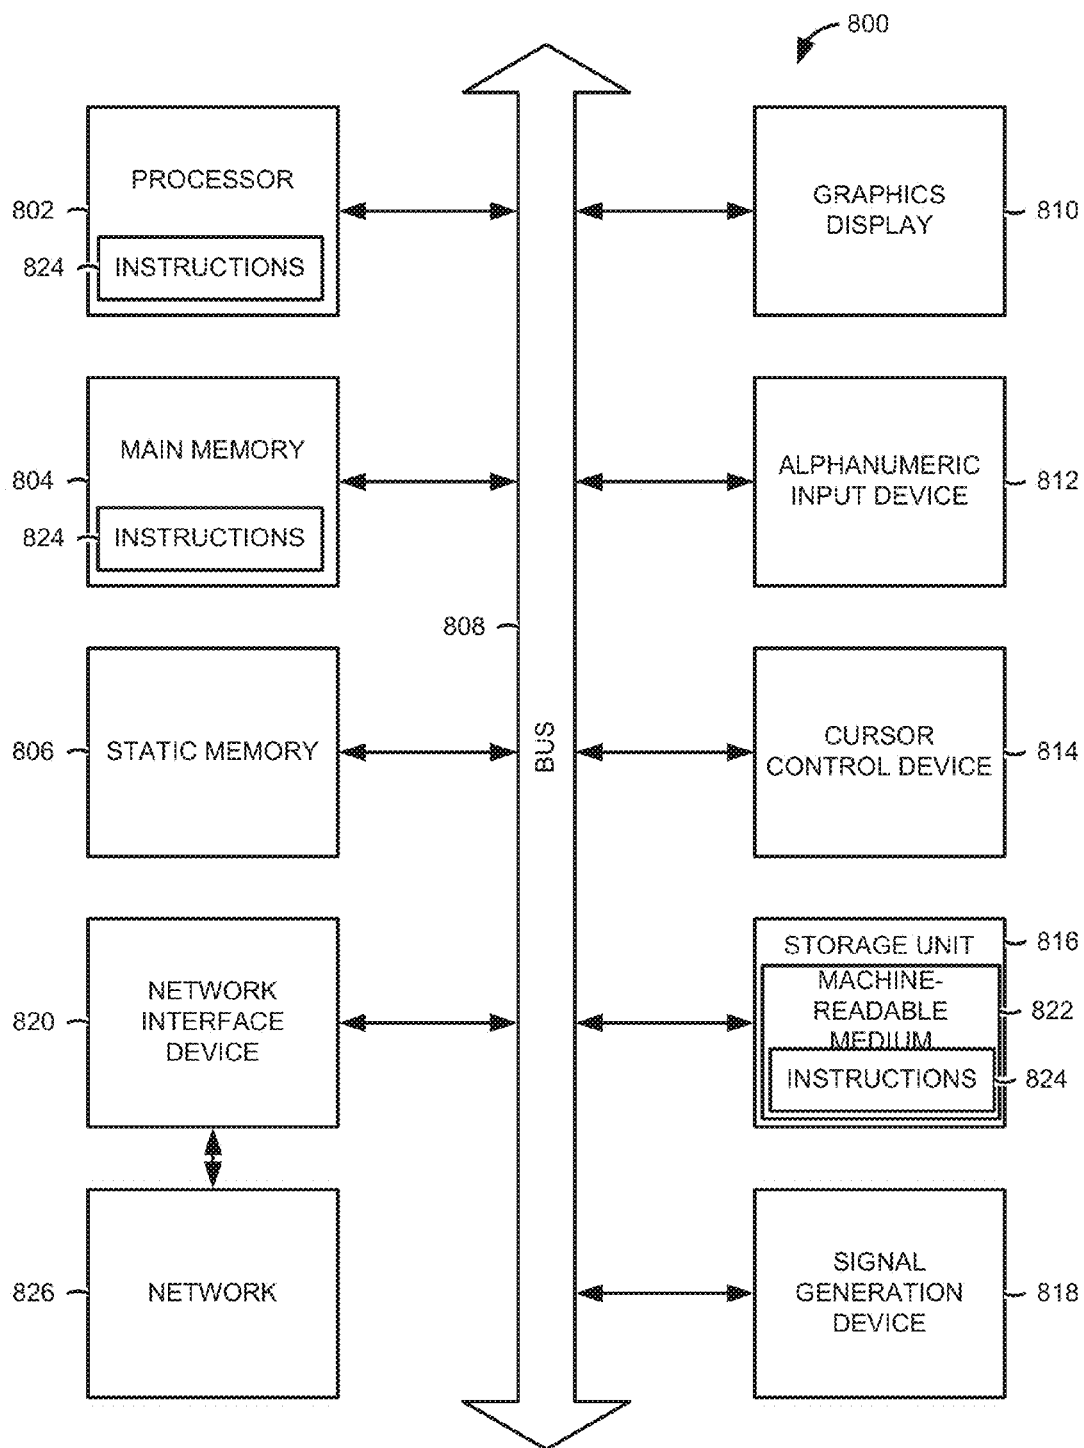 800
PROCESSOR
802
824
INSTRUCTIONS
GRAPHICS
DISPLAY
810
MAIN MEMORY
804
824
INSTRUCTIONS
ALPHANUMERIC
INPUT DEVICE
812
808
BUS
STATIC MEMORY
806
CURSOR
CONTROL DEVICE
814
NETWORK
INTERFACE
DEVICE
820
STORAGE UNIT
816
MACHINE-
READABLE
MEDIUM
822
INSTRUCTIONS
824
NETWORK
826
SIGNAL
GENERATION
DEVICE
818